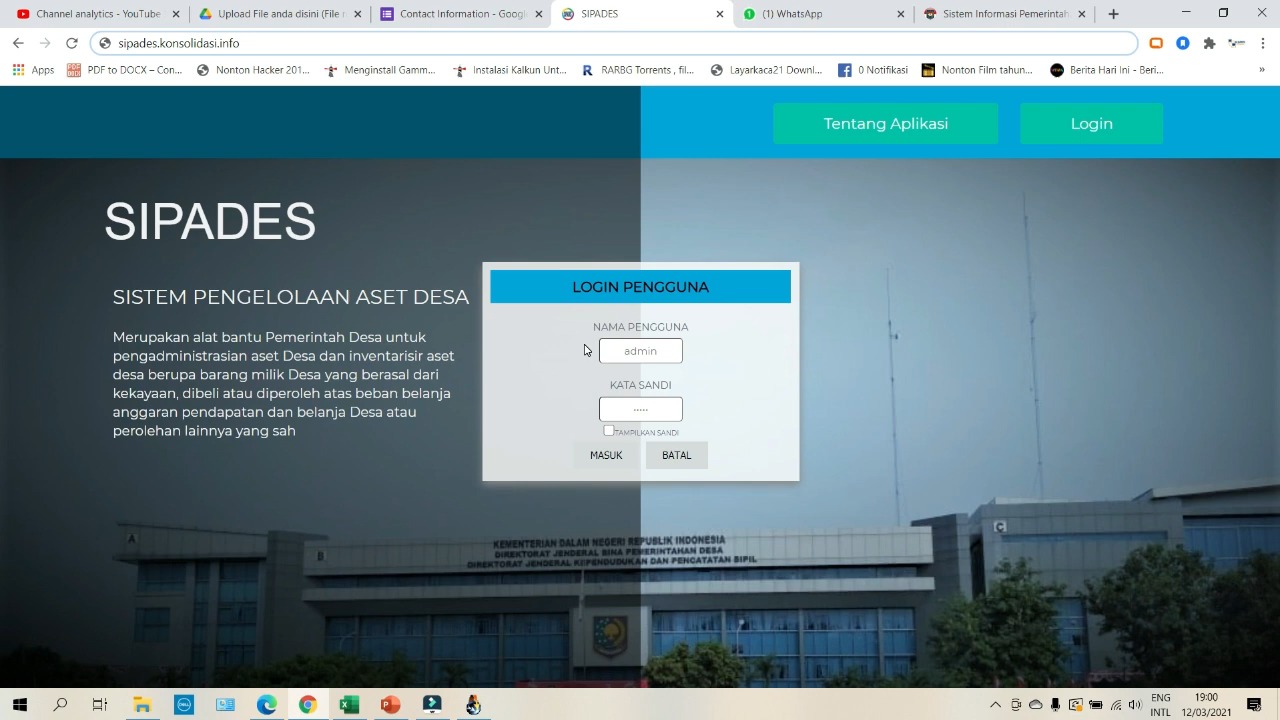 Channel analytics - YouTube
Upload File anda disini (File r
Contact Information - Google
SIPADES
(1) WhatsApp
Sistem Informasi Pemerintah
sipades.konsolidasi.info
Apps
PDF to DOCX – Con...
Nonton Hacker 201...
Menginstall Gamm...
Instalasi Kalkun Unt...
RARBG Torrents , fil...
Layarkaca21 Downl...
0 Notifikasi
Nonton Film tahun...
Berita Hari Ini - Beri...
»
Tentang Aplikasi
Login
SIPADES
SISTEM PENGELOLAAN ASET DESA
Merupakan alat bantu Pemerintah Desa untuk
pengadministrasian aset Desa dan inventarisir aset
desa berupa barang milik Desa yang berasal dari
kekayaan, dibeli atau diperoleh atas beban belanja
anggaran pendapatan dan belanja Desa atau
perolehan lainnya yang sah
LOGIN PENGGUNA
NAMA PENGGUNA
admin
KATA SANDI
·····
TAMPILKAN SANDI
MASUK
BATAL
A
B
C
KEMENTERIAN DALAM NEGERI REPUBLIK INDONESIA
DIREKTORAT JENDERAL BINA PEMERINTAHAN DESA
DIREKTORAT JENDERAL KEPENDUDUKAN DAN PENCATATAN SIPIL
ENG
INTL
19:00
12/03/2021